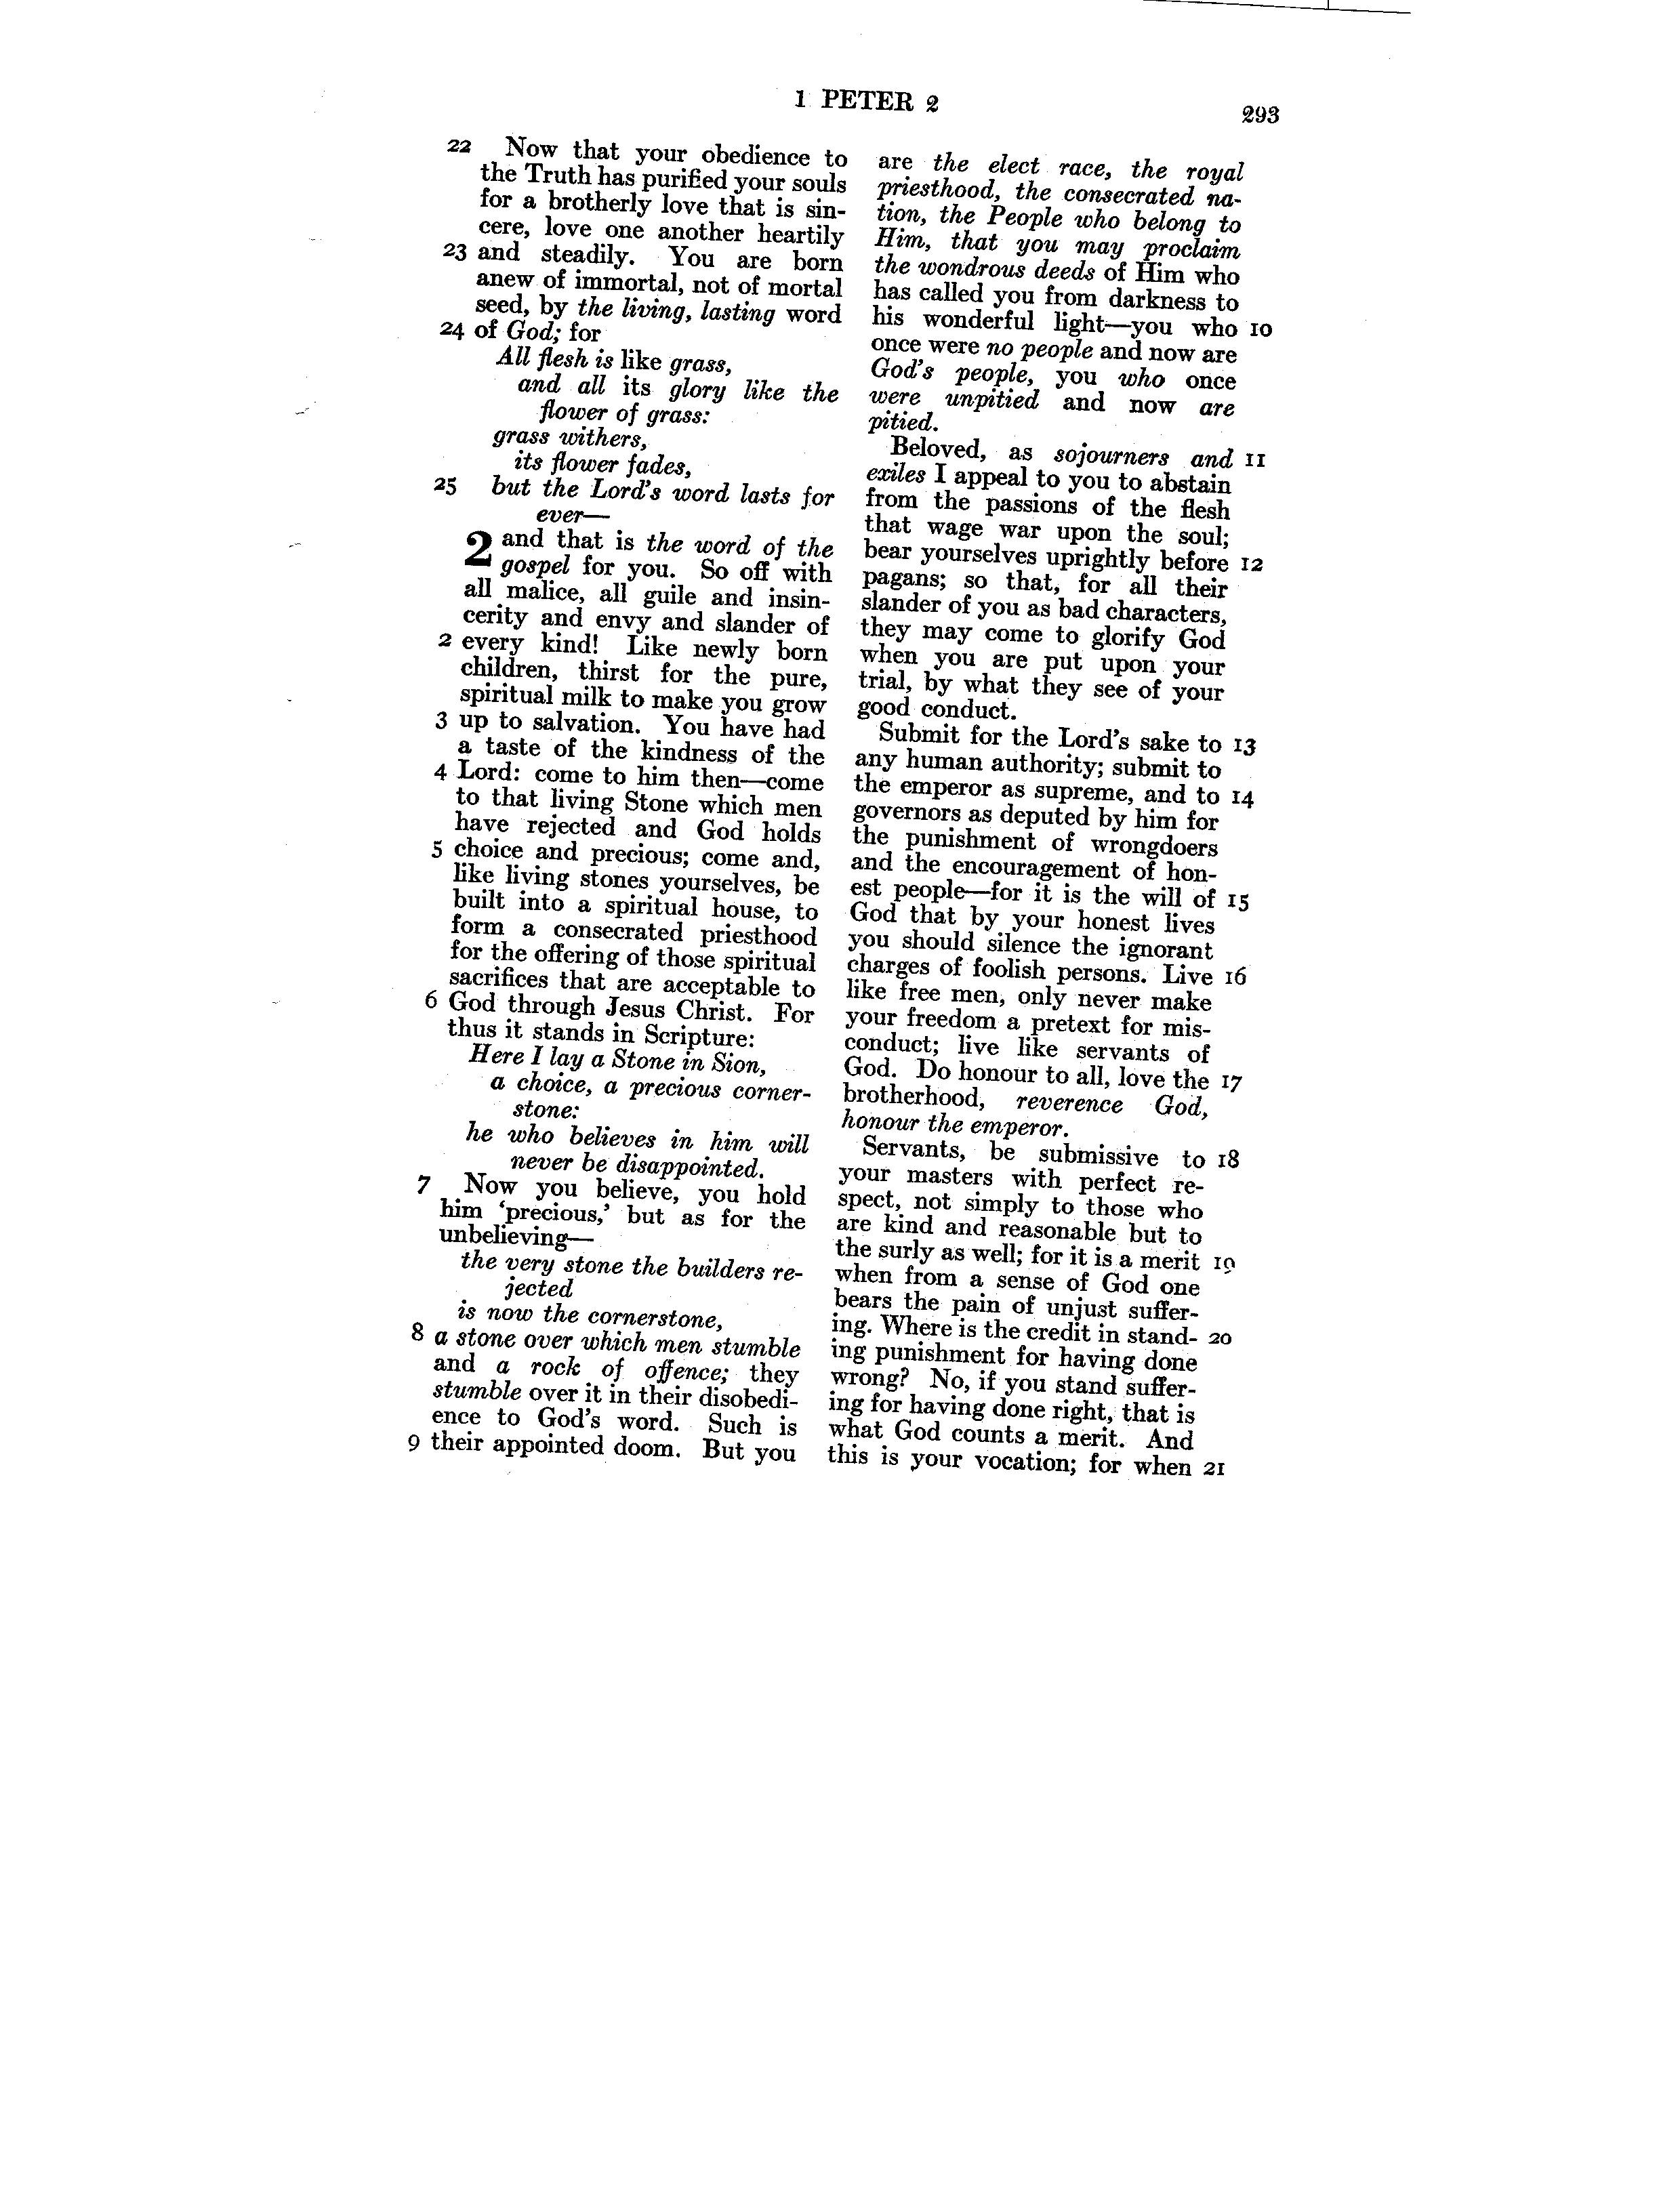 1 PETER 2
293
22 Now that your obedience to
the Truth has purified your souls
for a brotherly love that is sin-
cere, love one another heartily
23 and steadily. You are born
anew of immortal, not of mortal
seed, by the living, lasting word
24 of God; for
All flesh is like grass,
and all its glory like the
flower of grass:
grass withers,
its flower fades,
25 but the Lord's word lasts for
ever—
2 and that is the word of the
gospel for you. So off with
all malice, all guile and insin-
cerity and envy and slander of
2 every kind! Like newly born
children, thirst for the pure,
spiritual milk to make you grow
3 up to salvation. You have had
a taste of the kindness of the
4 Lord: come to him then—come
to that living Stone which men
have rejected and God holds
5 choice and precious; come and,
like living stones yourselves, be
built into a spiritual house, to
form a consecrated priesthood
for the offering of those spiritual
sacrifices that are acceptable to
6 God through Jesus Christ. For
thus it stands in Scripture:
Here I lay a Stone in Sion,
a choice, a precious corner-
stone:
he who believes in him will
never be disappointed.
7 Now you believe, you hold
him ‘precious,’ but as for the
unbelieving—
the very stone the builders re-
jected
is now the cornerstone,
8 a stone over which men stumble
and a rock of offence; they
stumble over it in their disobedi-
ence to God's word. Such is
9 their appointed doom. But you
are the elect race, the royal
priesthood, the consecrated na-
tion, the People who belong to
Him, that you may proclaim
the wondrous deeds of Him who
has called you from darkness to
his wonderful light—you who 10
once were no people and now are
God's people, you who once
were unpitied and now are
pitied.
Beloved, as sojourners and 11
exiles I appeal to you to abstain
from the passions of the flesh
that wage war upon the soul;
bear yourselves uprightly before 12
pagans; so that, for all their
slander of you as bad characters,
they may come to glorify God
when you are put upon your
trial, by what they see of your
good conduct.
Submit for the Lord's sake to 13
any human authority; submit to
the emperor as supreme, and to 14
governors as deputed by him for
the punishment of wrongdoers
and the encouragement of hon-
est people—for it is the will of 15
God that by your honest lives
you should silence the ignorant
charges of foolish persons. Live 16
like free men, only never make
your freedom a pretext for mis-
conduct; live like servants of
God. Do honour to all, love the 17
brotherhood, reverence God,
honour the emperor.
Servants, be submissive to 18
your masters with perfect re-
spect, not simply to those who
are kind and reasonable but to
the surly as well; for it is a merit 19
when from a sense of God one
bears the pain of unjust suffer-
ing. Where is the credit in stand- 20
ing punishment for having done
wrong? No, if you stand suffer-
ing for having done right, that is
what God counts a merit. And
this is your vocation; for when 21